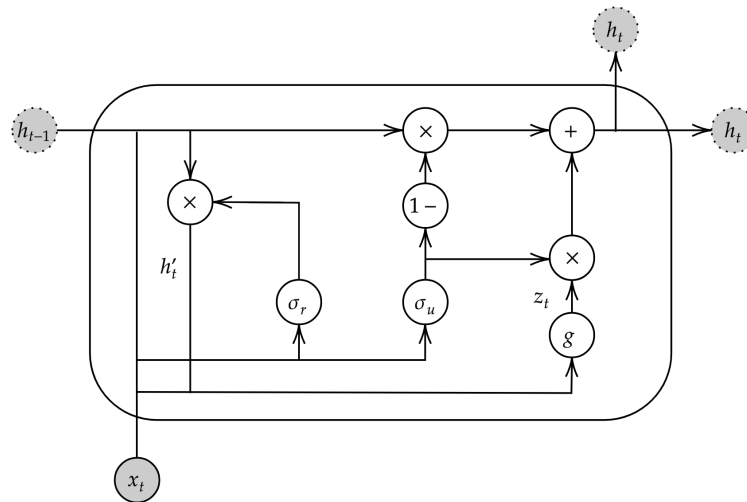 h_t
h_{t-1}
×
+
h_t
×
1 −
h'_t
×
σ_r
σ_u
z_t
g
x_t